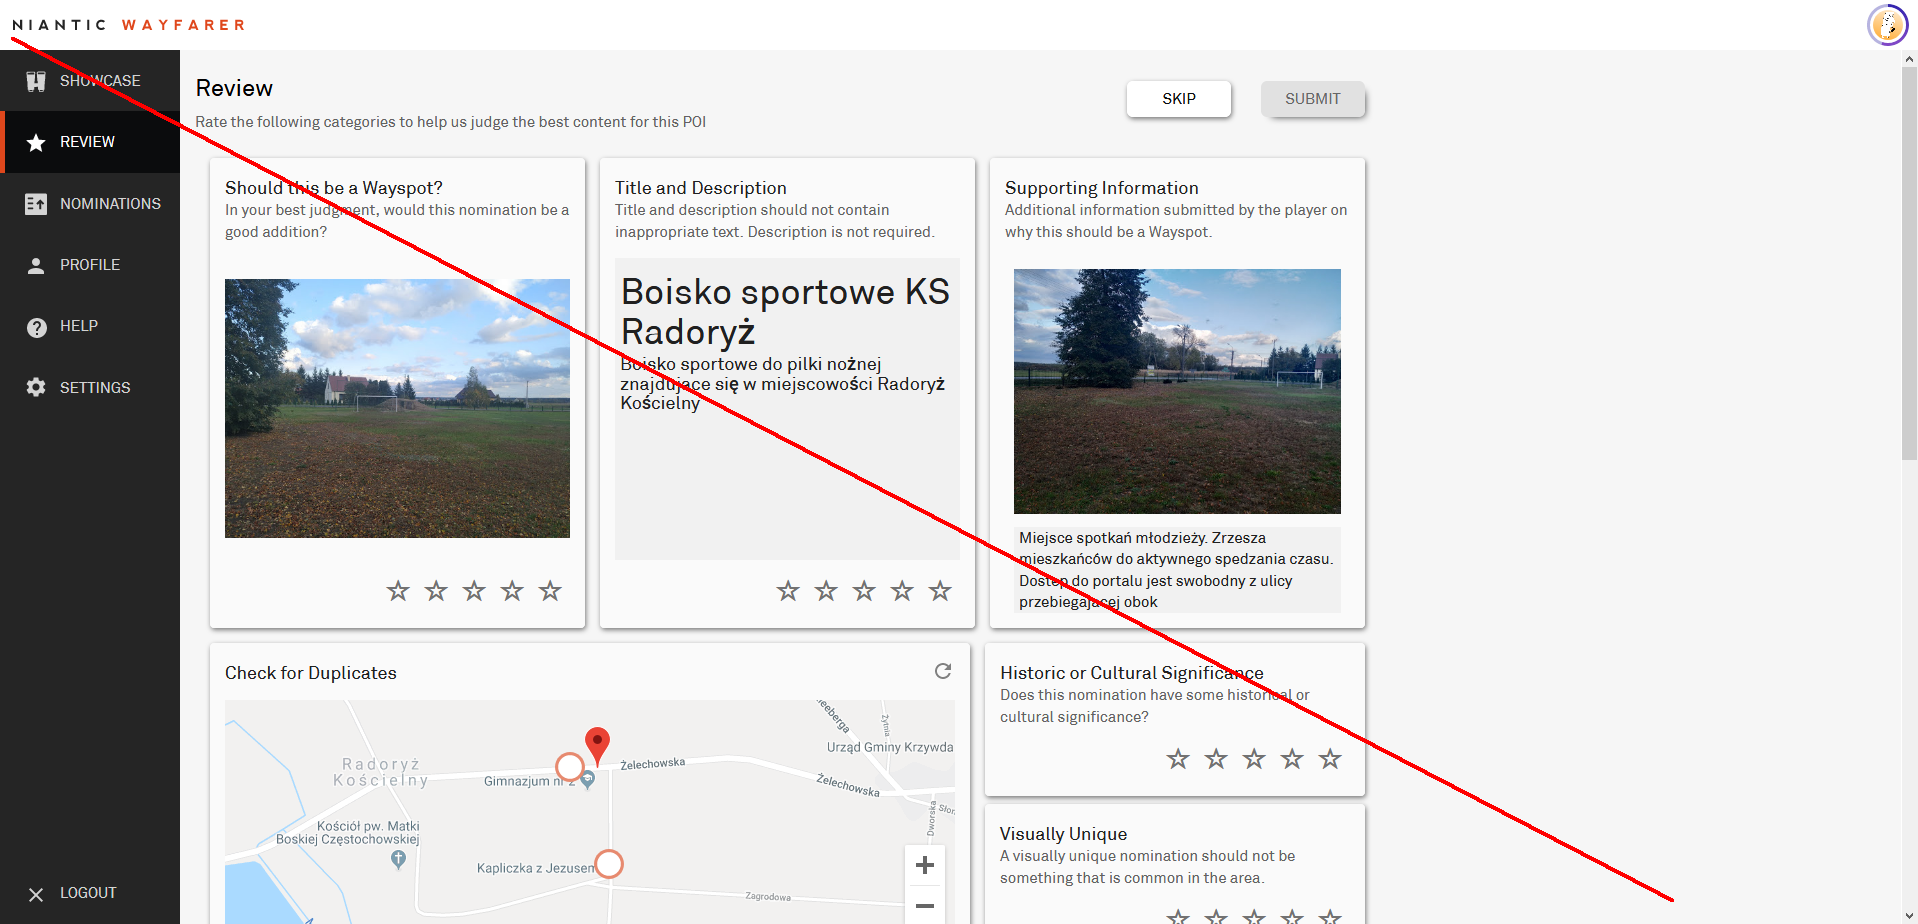 NIANTIC WAYFARER
SHOWCASE
REVIEW
NOMINATIONS
PROFILE
HELP
SETTINGS
LOGOUT
Review
Rate the following categories to help us judge the best content for this POI
SKIP
SUBMIT
Should this be a Wayspot?
In your best judgment, would this nomination be a
good addition?
Title and Description
Title and description should not contain
inappropriate text. Description is not required.
Boisko sportowe KS
Radoryż
Boisko sportowe do pilki nożnej
znajdujące się w miejscowości Radoryż
Kościelny
Supporting Information
Additional information submitted by the player on
why this should be a Wayspot.
Miejsce spotkań młodzieży. Zrzesza
mieszkańców do aktywnego spedzania czasu.
Dostęp do portalu jest swobodny z ulicy
przebiegającej obok
Check for Duplicates
Radoryż
Kościelny
Gimnazjum nr 2
Żelechowska
Żelechowska
Żytnia
Urząd Gminy Krzywda
Dworska
Kościół pw. Matki
Boskiej Częstochowskiej
Kapliczka z Jezusem
Zagrodowa
Historic or Cultural Significance
Does this nomination have some historical or
cultural significance?
Visually Unique
A visually unique nomination should not be
something that is common in the area.